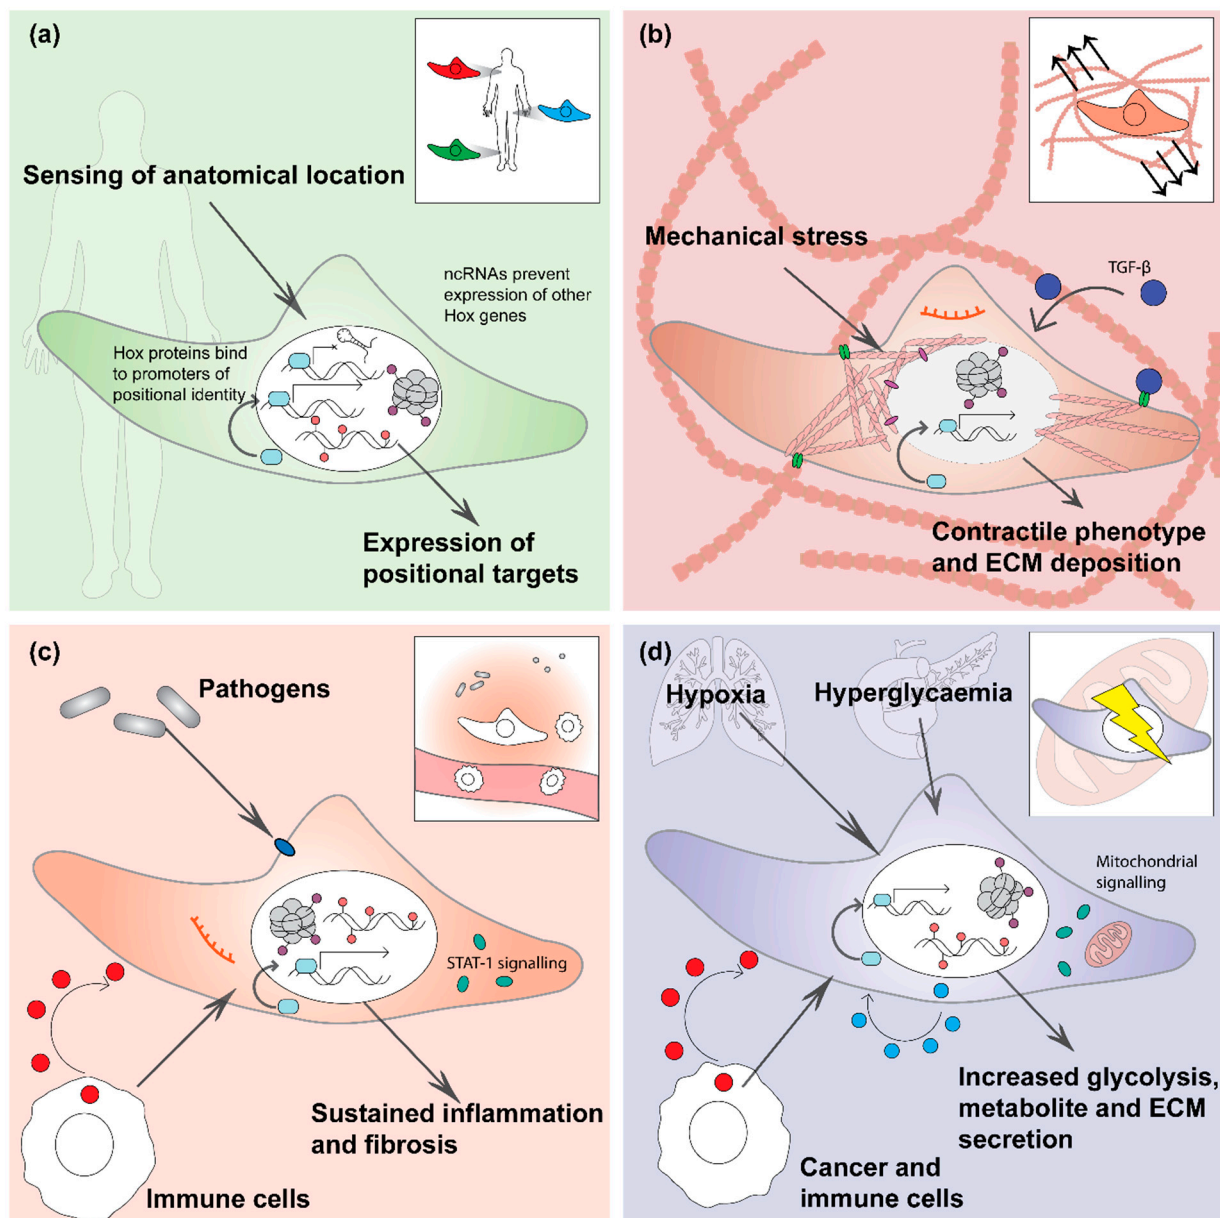 (a)
Sensing of anatomical location
ncRNAs prevent
expression of other
Hox genes
Hox proteins bind
to promoters of
positional identity
Expression of
positional targets
(b)
Mechanical stress
TGF-β
Contractile phenotype
and ECM deposition
(c)
Pathogens
STAT-1 signalling
Sustained inflammation
and fibrosis
Immune cells
(d)
Hypoxia
Hyperglycaemia
Mitochondrial
signalling
Increased glycolysis,
metabolite and ECM
secretion
Cancer and
immune cells